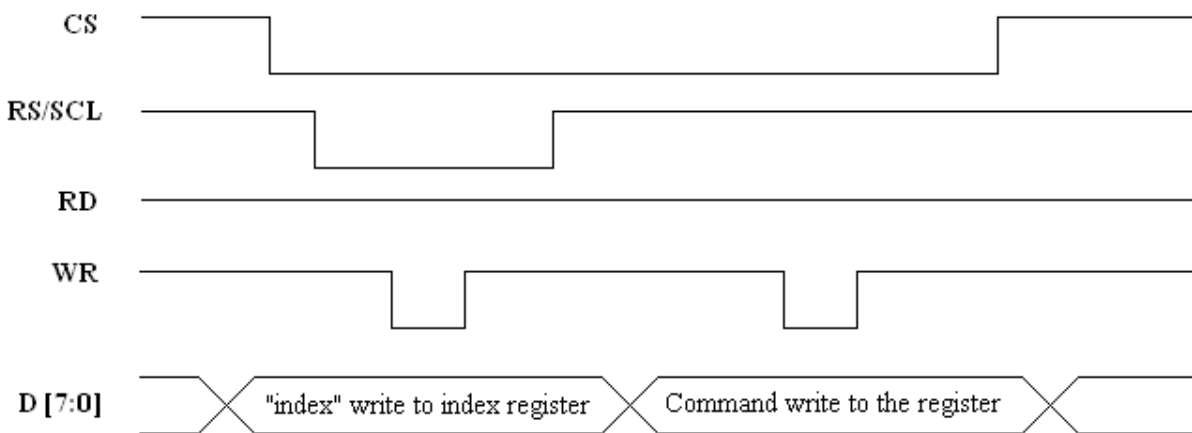 CS
RS/SCL
RD
WR
D [7:0]
"index" write to index register
Command write to the register